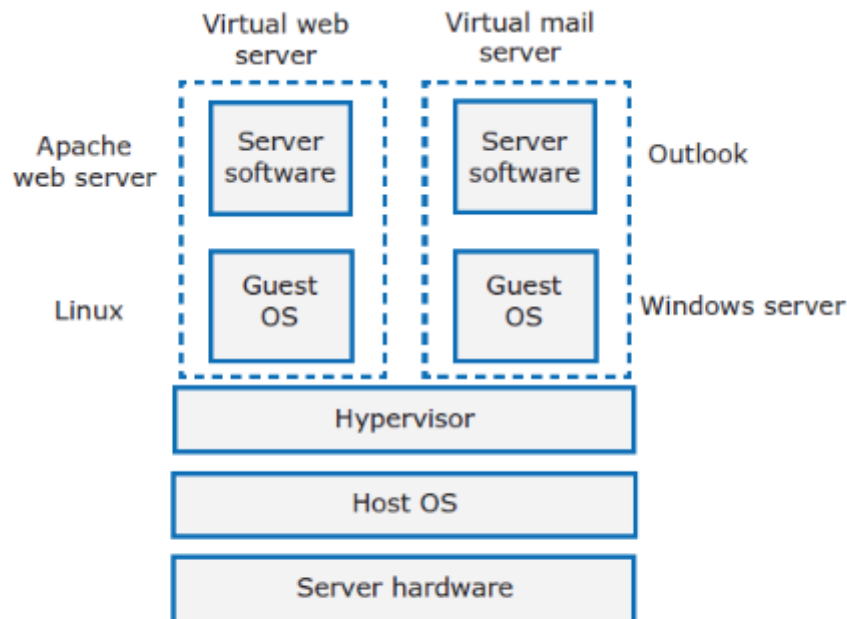 Virtual web
server
Virtual mail
server
Apache
web server
Server
software
Server
software
Outlook
Linux
Guest
OS
Guest
OS
Windows server
Hypervisor
Host OS
Server hardware